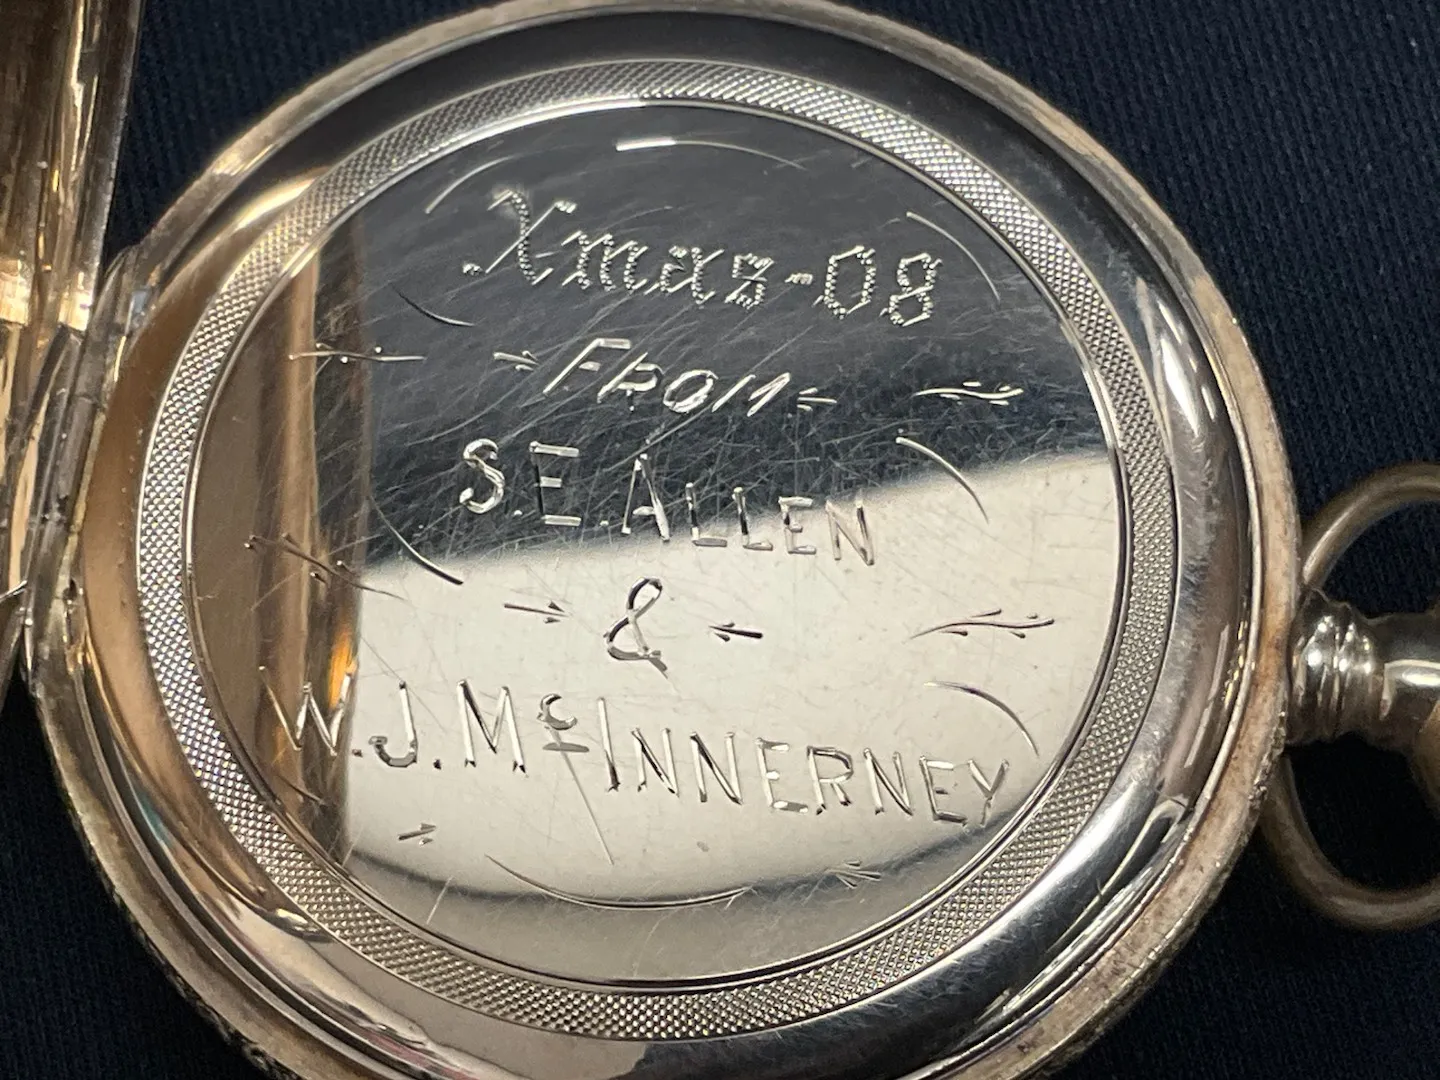 Xmas-08
FROM
S.E. ALLEN
&
W.J. McINNERNEY